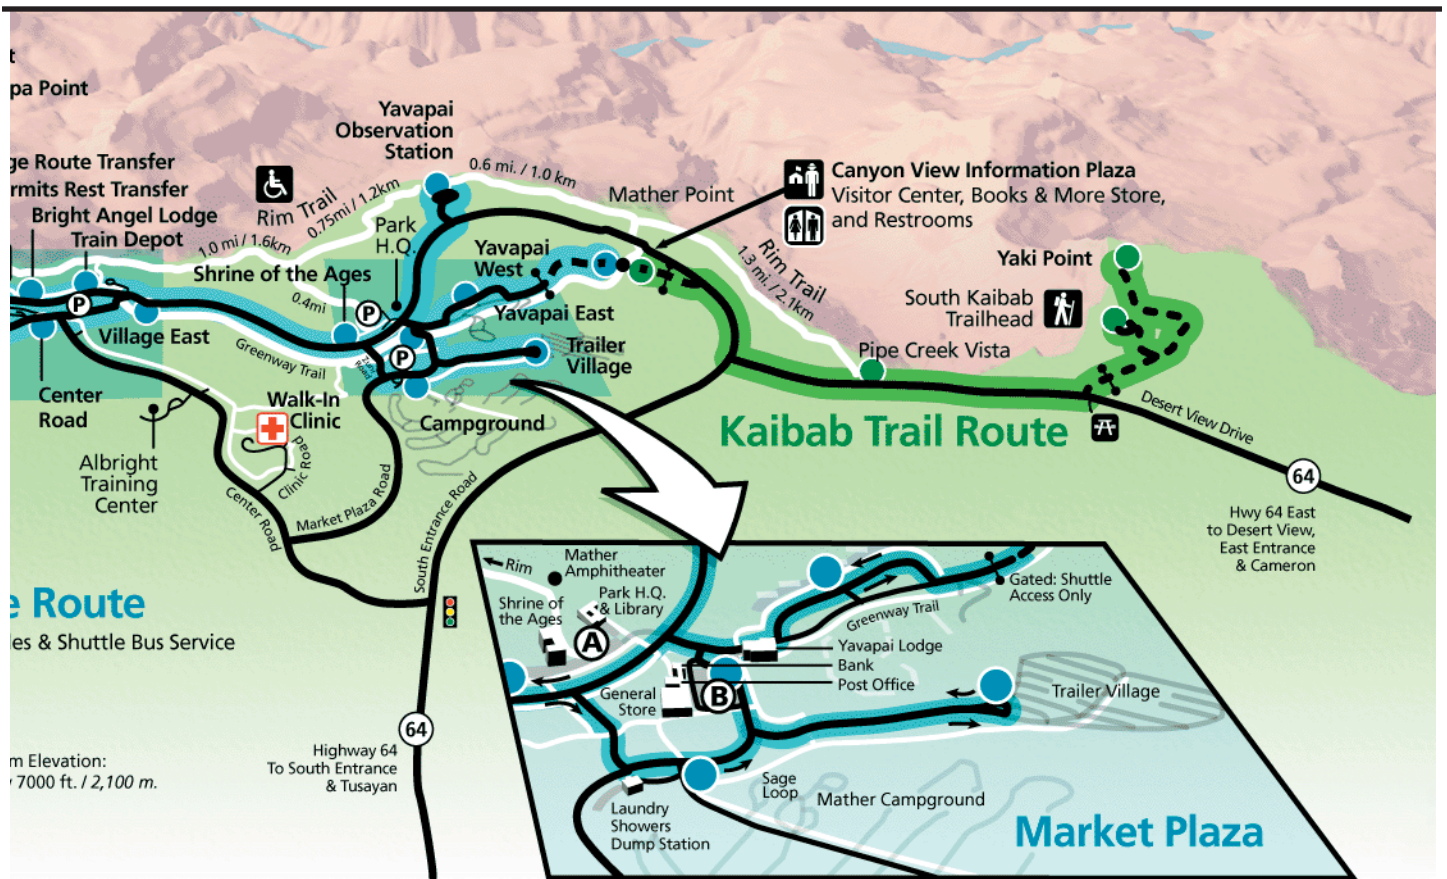 t
pa Point
Yavapai
Observation
Station
ge Route Transfer
rmits Rest Transfer
Bright Angel Lodge
Train Depot
Rim Trail
0.75mi / 1.2km
1.0 mi / 1.6km
0.6 mi. / 1.0 km
Park
H.Q.
Mather Point
Canyon View Information Plaza
Visitor Center, Books & More Store,
and Restrooms
Rim Trail
1.3 mi. / 2.1km
Yaki Point
South Kaibab
Trailhead
Yavapai
West
Shrine of the Ages
0.4mi
P
P
P
Yavapai East
Village East
Greenway Trail
Trailer
Village
Pipe Creek Vista
Center
Road
Walk-In
Clinic
Campground
Kaibab Trail Route
Desert View Drive
64
Albright
Training
Center
Clinic Road
Center Road
Market Plaza Road
South Entrance Road
Hwy 64 East
to Desert View,
East Entrance
& Cameron
e Route
les & Shuttle Bus Service
Rim
Mather
Amphitheater
Park H.Q.
& Library
Shrine of
the Ages
A
Gated: Shuttle
Access Only
Greenway Trail
Yavapai Lodge
Bank
Post Office
General
Store
B
Trailer Village
64
Highway 64
To South Entrance
& Tusayan
m Elevation:
7000 ft. / 2,100 m.
Sage
Loop
Mather Campground
Laundry
Showers
Dump Station
Market Plaza